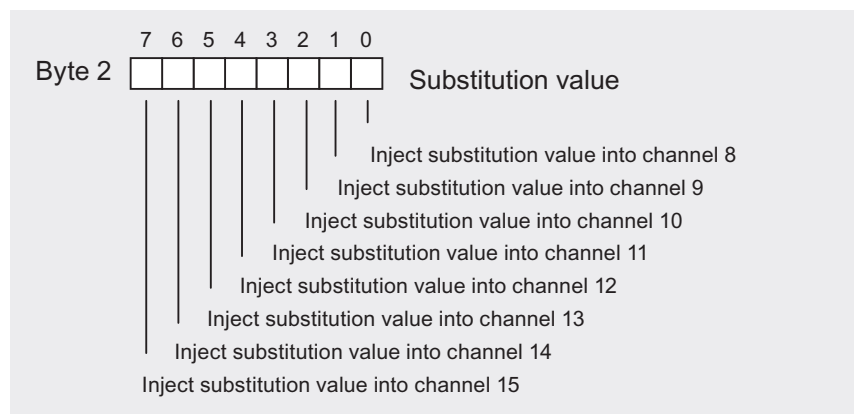 7 6 5 4 3 2 1 0
Byte 2 Substitution value
Inject substitution value into channel 8
Inject substitution value into channel 9
Inject substitution value into channel 10
Inject substitution value into channel 11
Inject substitution value into channel 12
Inject substitution value into channel 13
Inject substitution value into channel 14
Inject substitution value into channel 15